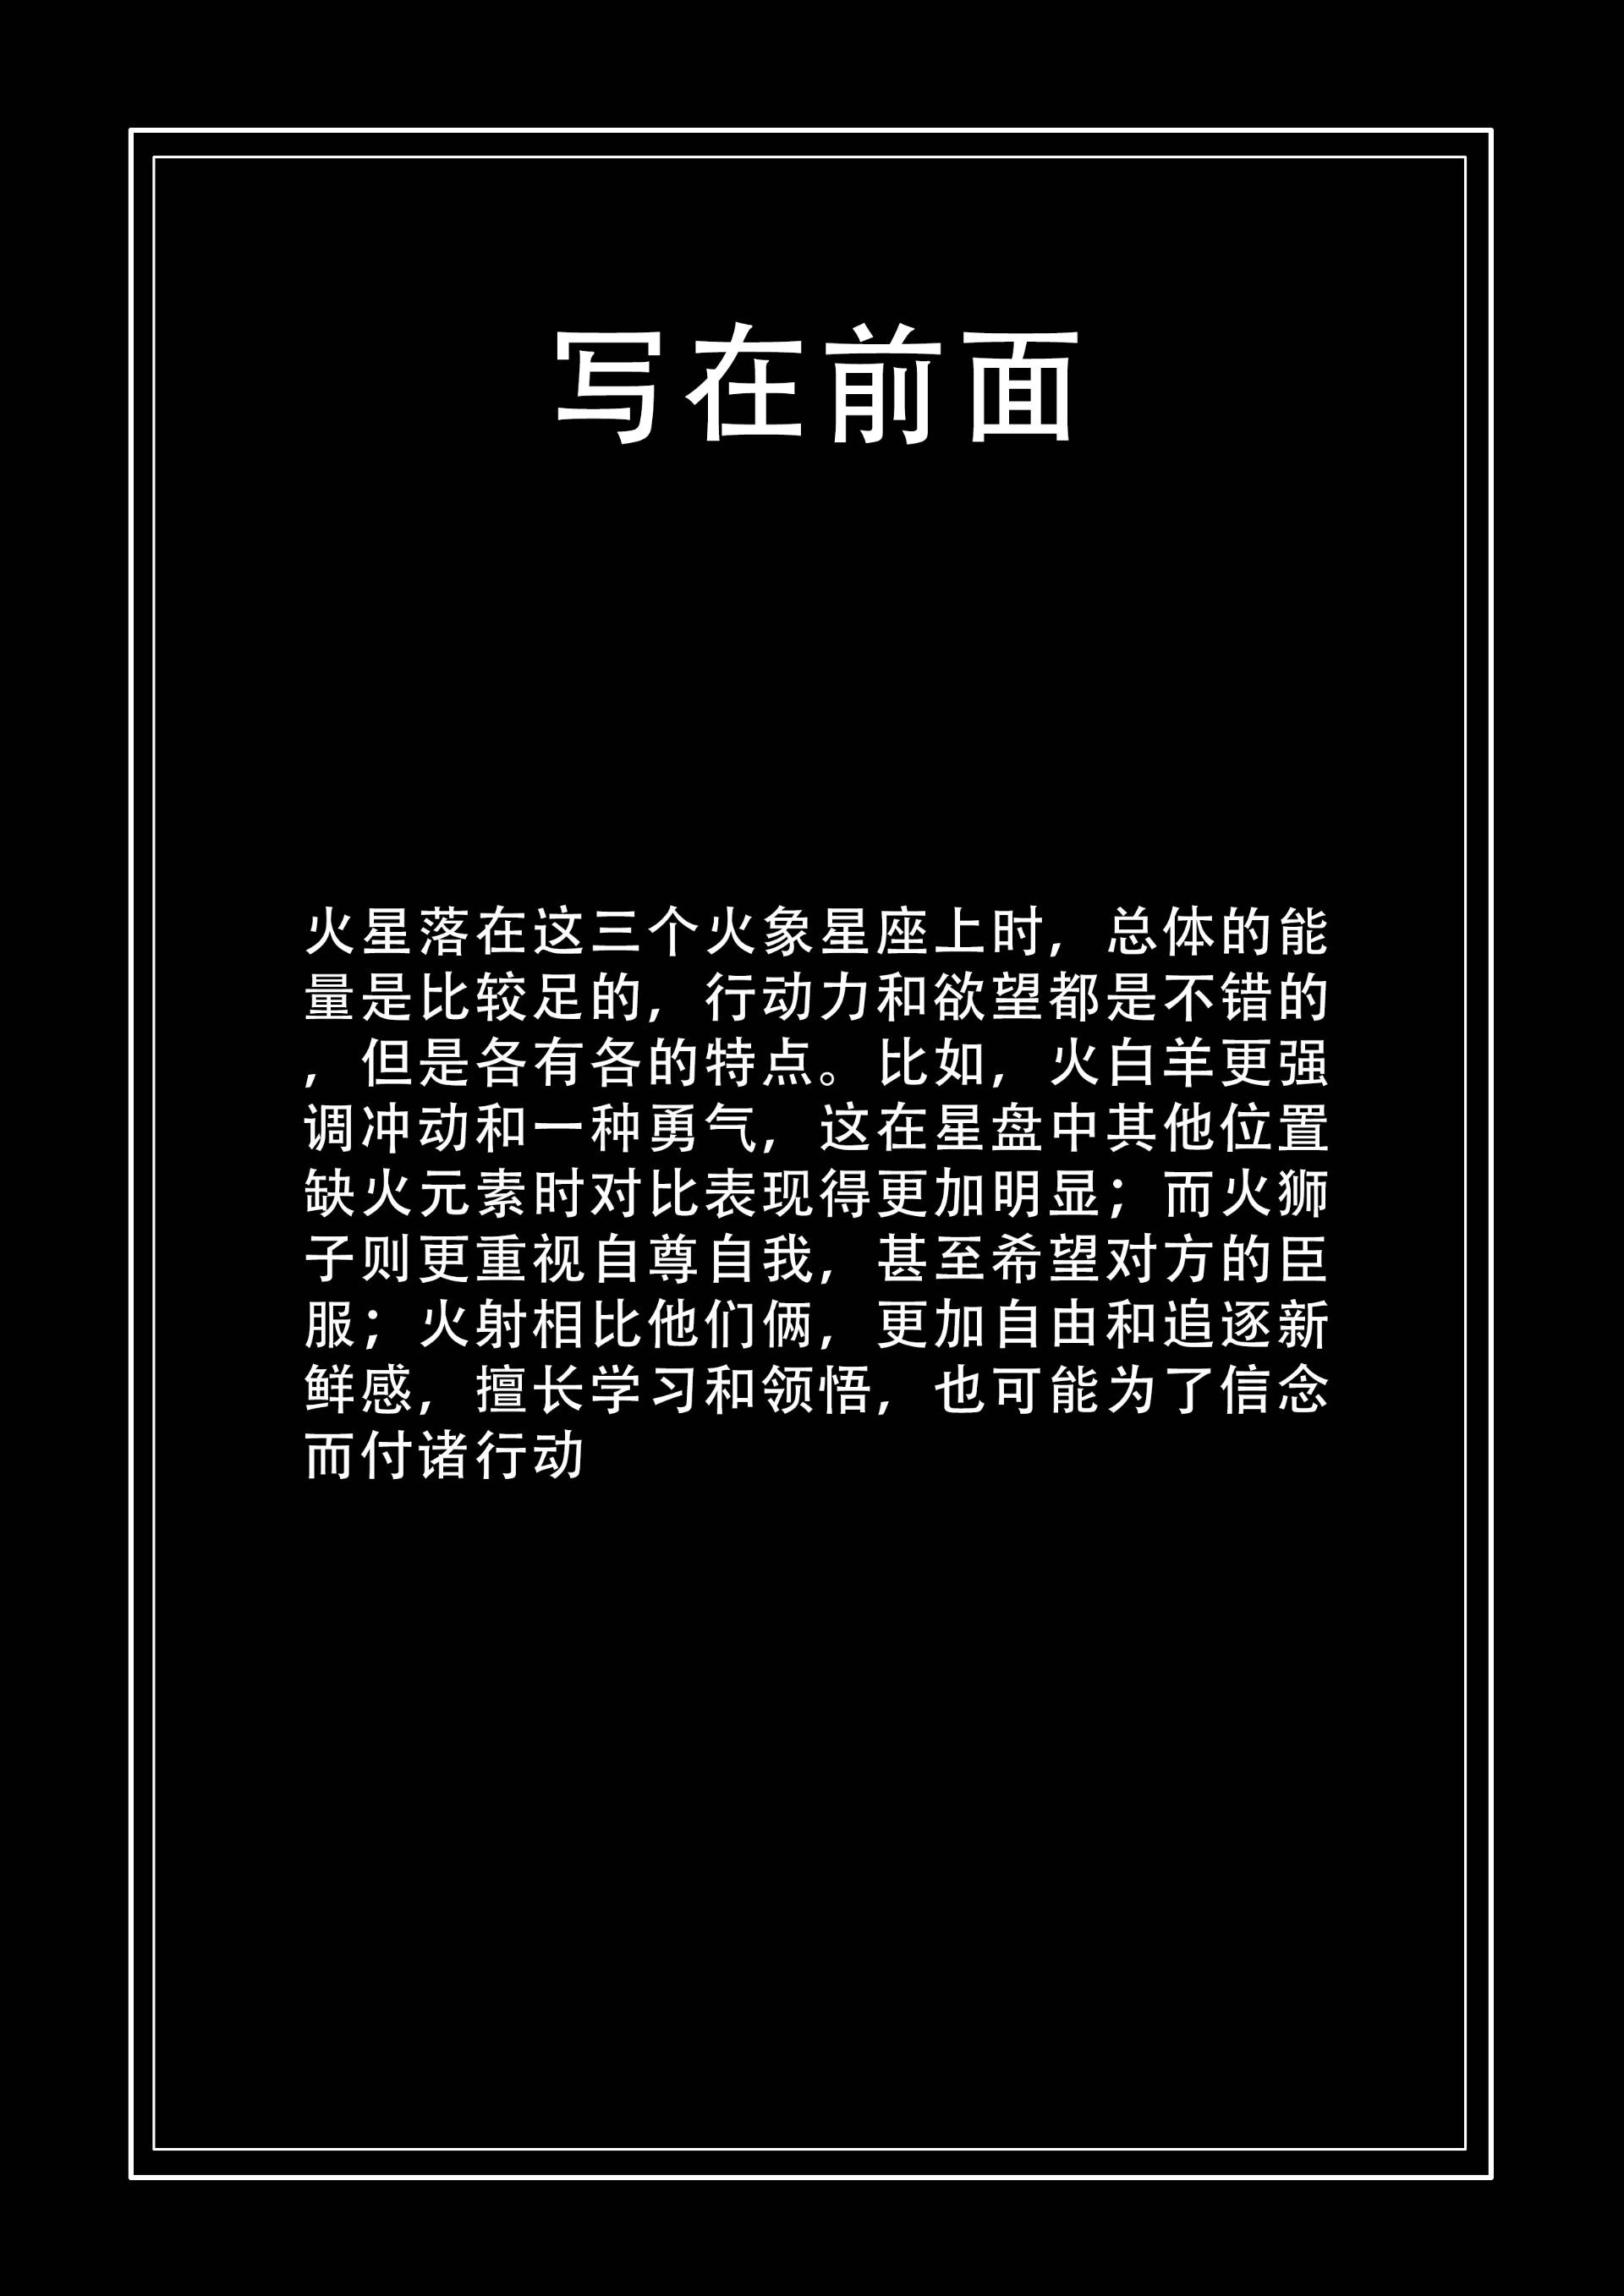 写在前面
火星落在这三个火象星座上时，总体的能
量是比较足的，行动力和欲望都是不错的
，但是各有各的特点。比如，火白羊更强
调冲动和一种勇气，这在星盘中其他位置
缺火元素时对比表现得更加明显；而火狮
子则更重视自尊自我，甚至希望对方的臣
服；火射相比他们俩，更加自由和追逐新
鲜感，擅长学习和领悟，也可能为了信念
而付诸行动